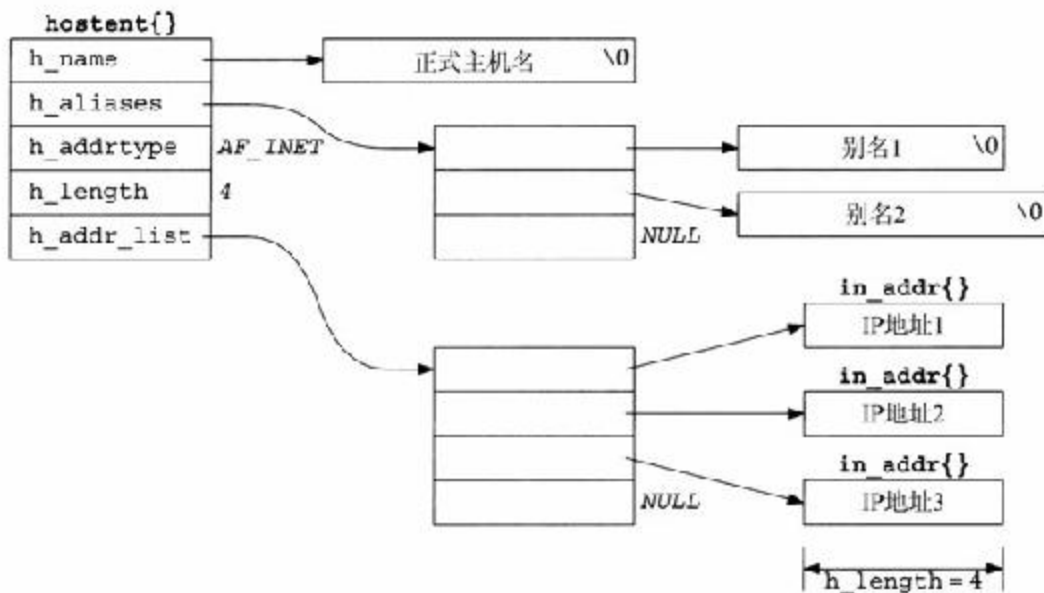 hostent{}
h_name
正式主机名 \0
h_aliases
h_addrtype AF_INET
别名1 \0
h_length 4
别名2 \0
h_addr_list
NULL
in_addr{}
IP地址1
in_addr{}
IP地址2
in_addr{}
NULL
IP地址3
h_length = 4